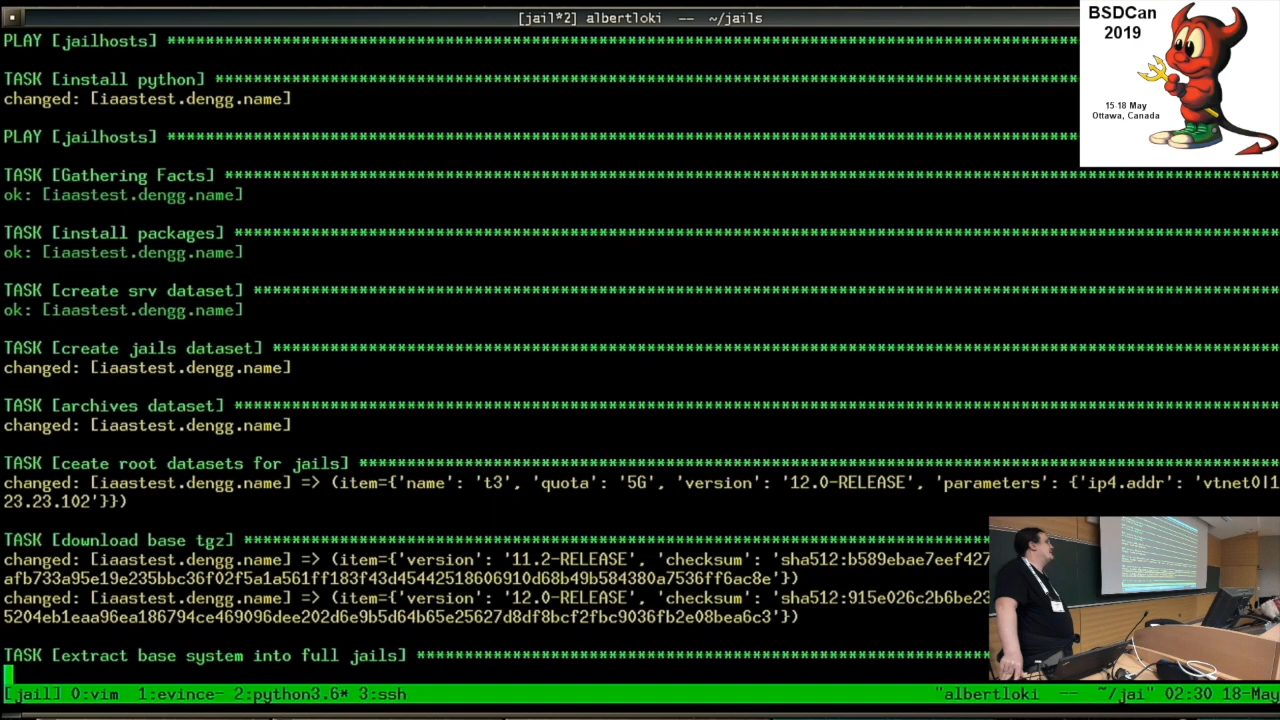 [jail*2] albertloki -- ~/jails
BSDCan
2019
15-18 May
Ottawa, Canada
PLAY [jailhosts] ************************************************************************************************
TASK [install python] *******************************************************************************************
changed: [iaastest.dengg.name]
PLAY [jailhosts] ************************************************************************************************
TASK [Gathering Facts] ******************************************************************************************
ok: [iaastest.dengg.name]
TASK [install packages] *****************************************************************************************
ok: [iaastest.dengg.name]
TASK [create srv dataset] ***************************************************************************************
ok: [iaastest.dengg.name]
TASK [create jails dataset] *************************************************************************************
changed: [iaastest.dengg.name]
TASK [archives dataset] *****************************************************************************************
changed: [iaastest.dengg.name]
TASK [ceate root datasets for jails] ****************************************************************************
changed: [iaastest.dengg.name] => (item={'name': 't3', 'quota': '5G', 'version': '12.0-RELEASE', 'parameters': {'ip4.addr': 'vtnet0|1
23.23.102'}})
TASK [download base tgz] ****************************************************************************
changed: [iaastest.dengg.name] => (item={'version': '11.2-RELEASE', 'checksum': 'sha512:b589ebae7eef427
afb733a95e19e235bbc36f02f5a1a561ff183f43d45442518606910d68b49b584380a7536ff6ac8e'})
changed: [iaastest.dengg.name] => (item={'version': '12.0-RELEASE', 'checksum': 'sha512:915e026c2b6be23
5204eb1eaa96ea186794ce469096dee202d6e9b5d64b65e25627d8df8bcf2fbc9036fb2e08bea6c3'})
TASK [extract base system into full jails] ************************************************************
[jail] 0:vim 1:evince- 2:python3.6* 3:ssh "albertloki -- ~/jai" 02:30 18-May